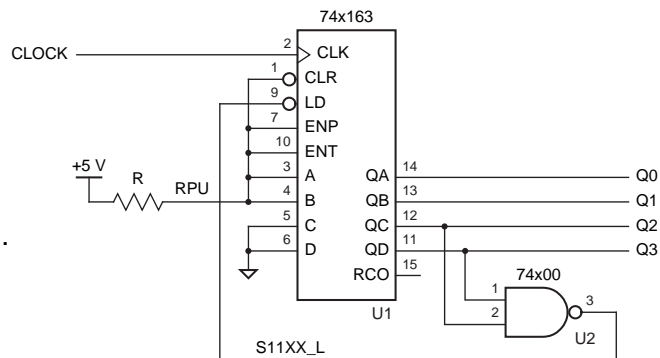 74x163
CLOCK
2
CLK
1
CLR
9
LD
7
ENP
10
ENT
+5 V
R
RPU
3
A
QA
14
Q0
4
B
QB
13
Q1
5
C
QC
12
Q2
6
D
QD
11
Q3
RCO
15
74x00
1
2
3
U1
U2
S11XX_L
.